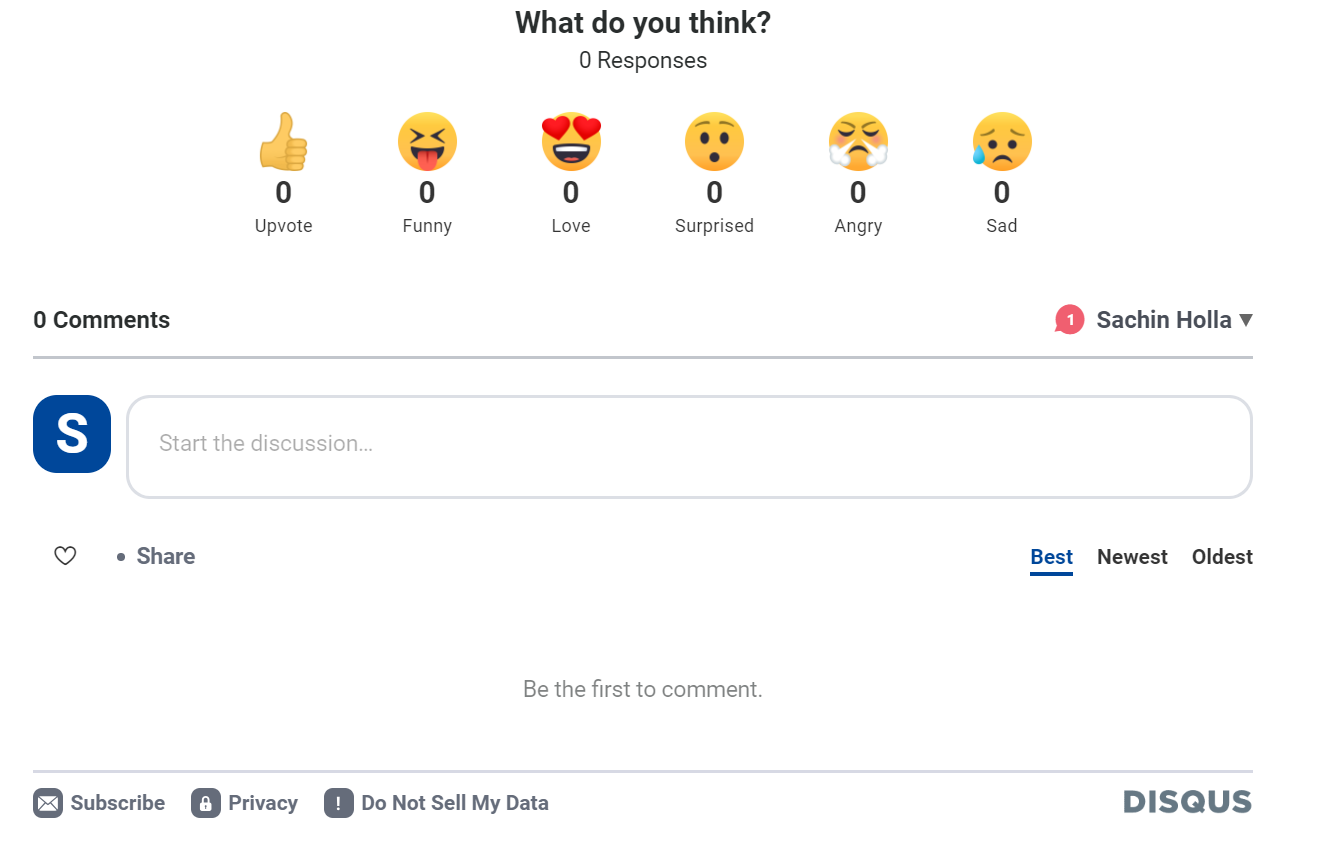 What do you think?
0 Responses
0 0 0 0 0 0
Upvote Funny Love Surprised Angry Sad
0 Comments 1 Sachin Holla
S Start the discussion...
Share Best Newest Oldest
Be the first to comment.
Subscribe Privacy ! Do Not Sell My Data DISQUS